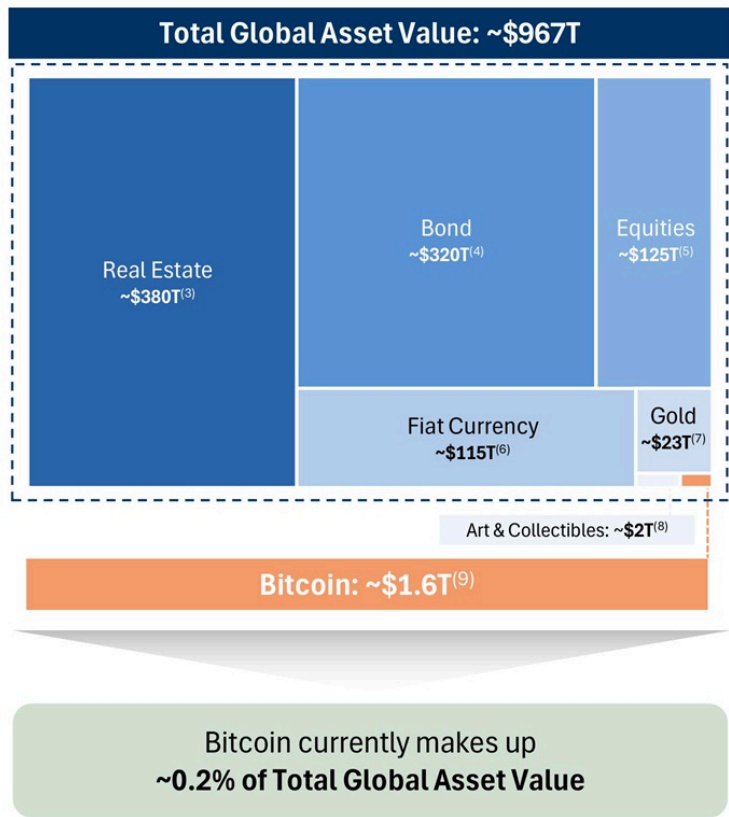 Total Global Asset Value: ~$967T
Real Estate
~$380T(3)
Bond
~$320T(4)
Equities
~$125T(5)
Fiat Currency
~$115T(6)
Gold
~$23T(7)
Art & Collectibles: ~$2T(8)
Bitcoin: ~$1.6T(9)
Bitcoin currently makes up
~0.2% of Total Global Asset Value